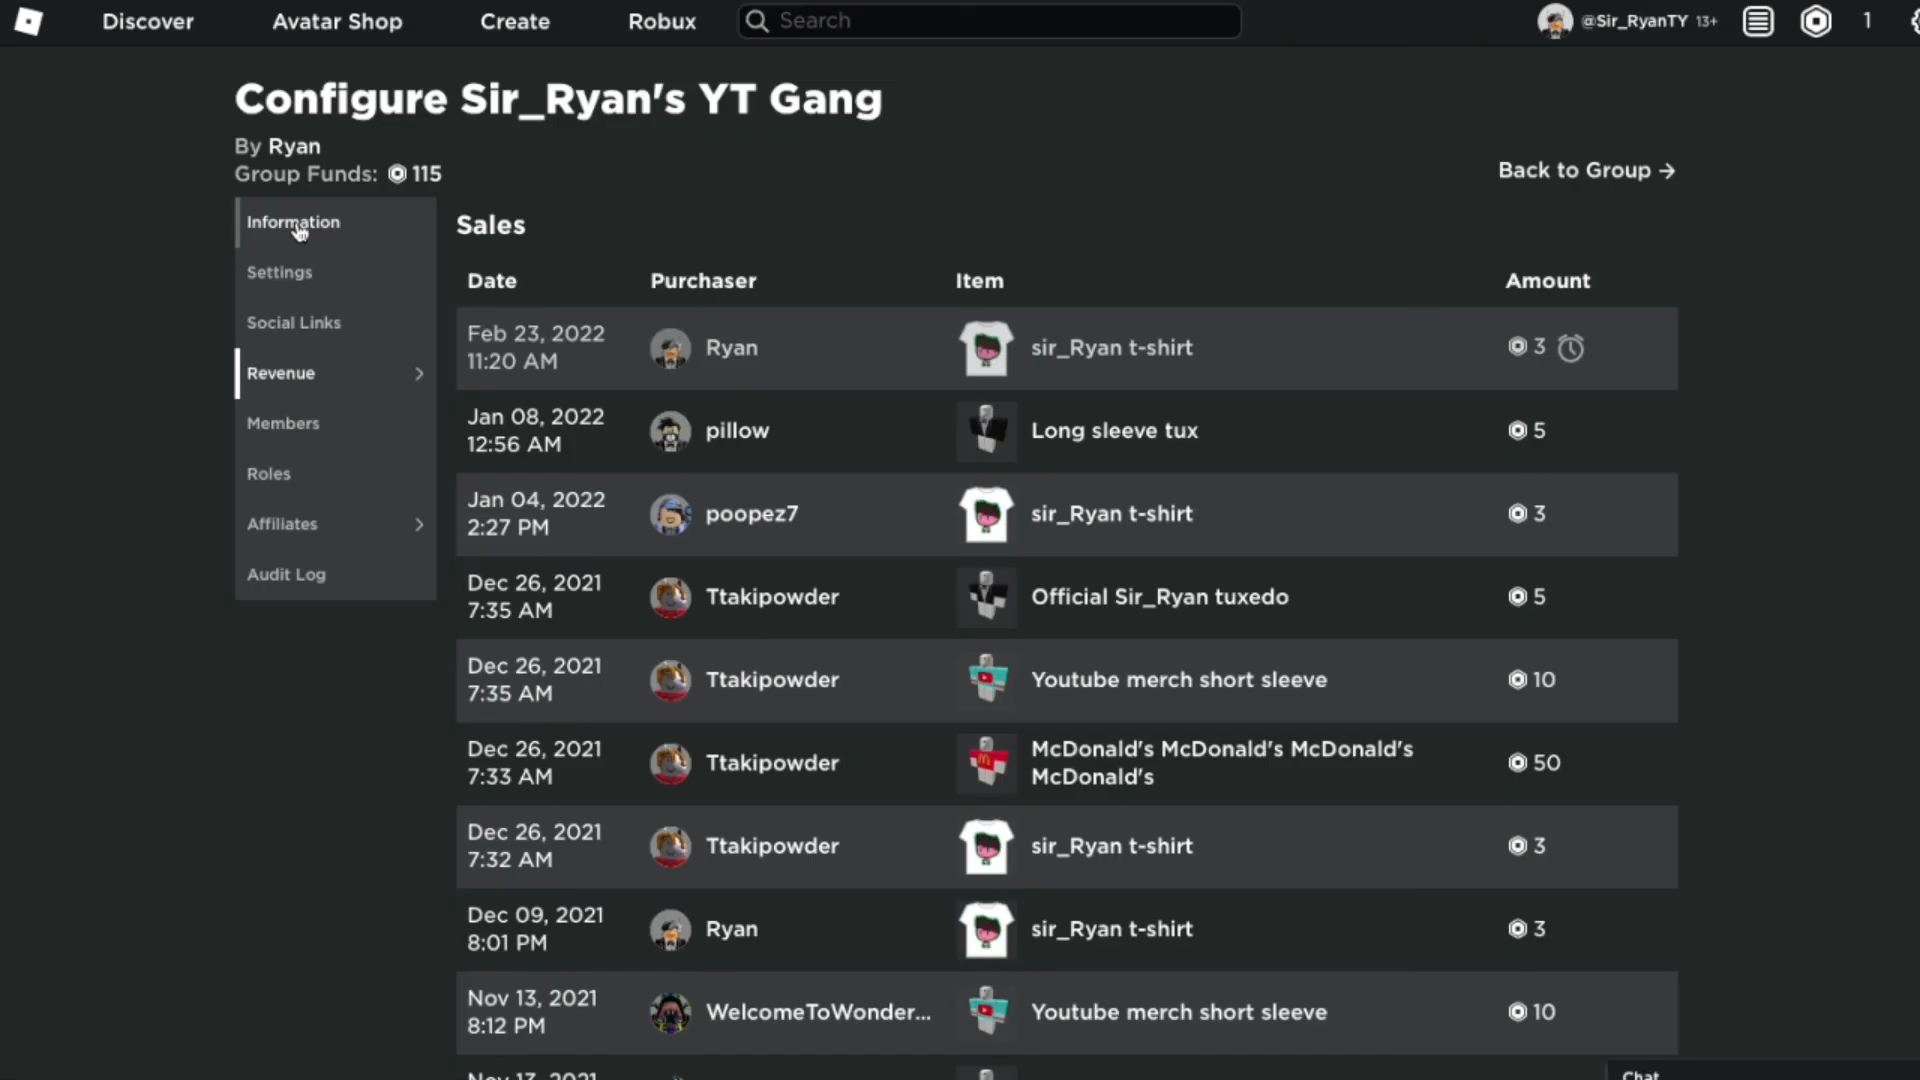 Discover Avatar Shop Create Robux Search @Sir_RyanTY 13+ 1
Configure Sir_Ryan's YT Gang
By Ryan
Group Funds: 115
Back to Group →
Information
Settings
Social Links
Revenue
Members
Roles
Affiliates
Audit Log
Sales
Date Purchaser Item Amount
Feb 23, 2022
11:20 AM
Ryan sir_Ryan t-shirt 3
Jan 08, 2022
12:56 AM
pillow Long sleeve tux 5
Jan 04, 2022
2:27 PM
poopez7 sir_Ryan t-shirt 3
Dec 26, 2021
7:35 AM
Ttakipowder Official Sir_Ryan tuxedo 5
Dec 26, 2021
7:35 AM
Ttakipowder Youtube merch short sleeve 10
Dec 26, 2021
7:33 AM
Ttakipowder McDonald's McDonald's McDonald's
McDonald's 50
Dec 26, 2021
7:32 AM
Ttakipowder sir_Ryan t-shirt 3
Dec 09, 2021
8:01 PM
Ryan sir_Ryan t-shirt 3
Nov 13, 2021
8:12 PM
WelcomeToWonder... Youtube merch short sleeve 10
Nov 13, 2021
Chat